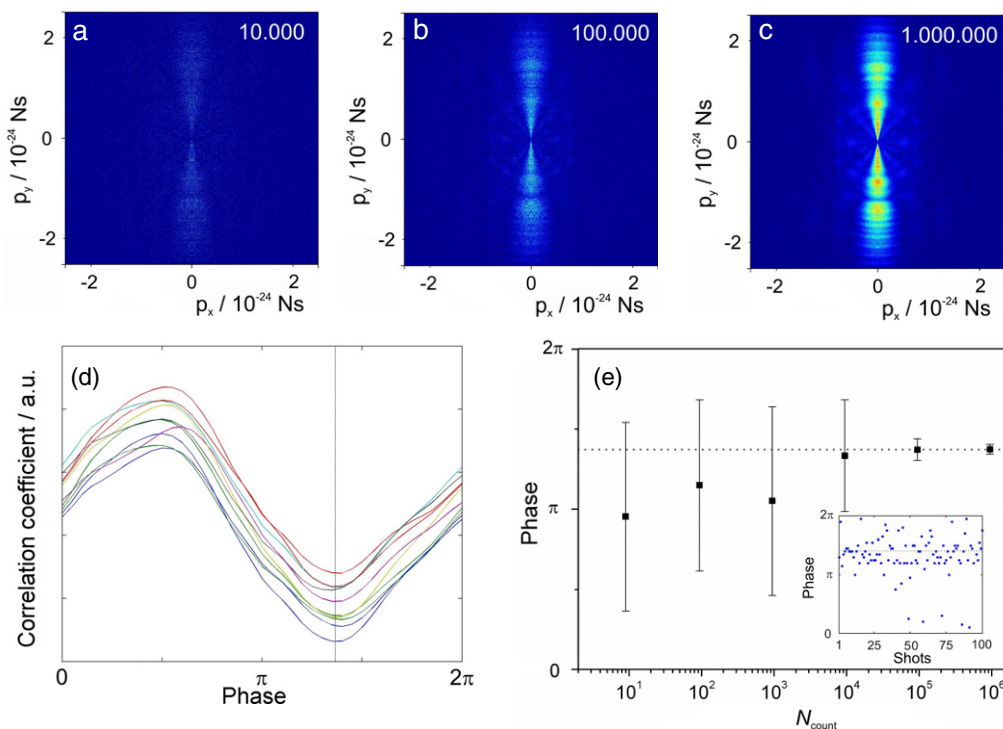 a
10.000
b
100.000
c
1.000.000
2
0
-2
p_y / 10^-24 Ns
-2 0 2
p_x / 10^-24 Ns
2
0
-2
p_y / 10^-24 Ns
-2 0 2
p_x / 10^-24 Ns
2
0
-2
p_y / 10^-24 Ns
-2 0 2
p_x / 10^-24 Ns
(d)
Correlation coefficient / a.u.
0 π 2π
Phase
(e)
2π
π
0
Phase
10^1 10^2 10^3 10^4 10^5 10^6
N_count
2π
π
0
Phase
1 25 50 75 100
Shots